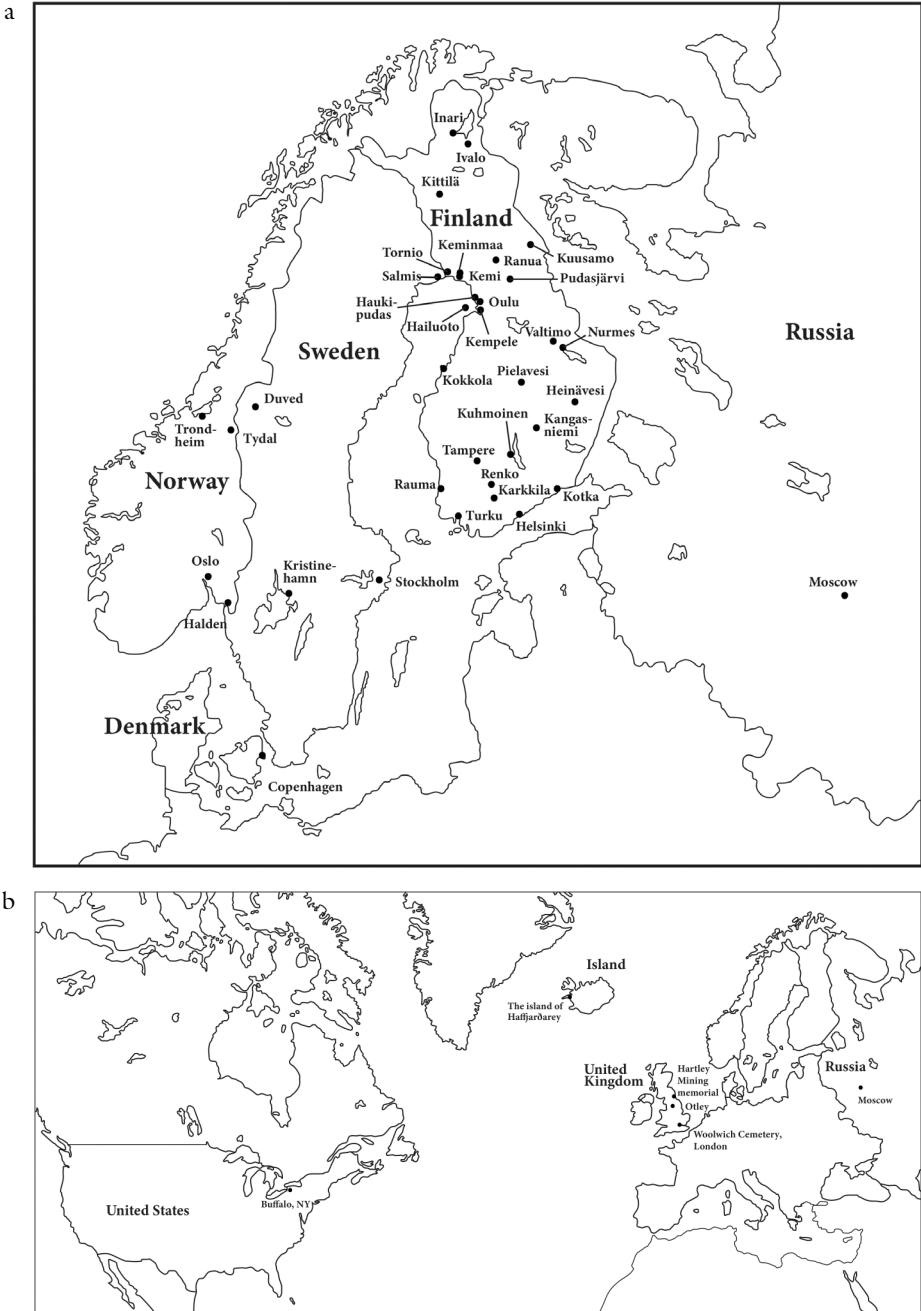 a
Inari
Ivalo
Kittilä
Finland
Keminmaa
Tornio
Ranua
Kuusamo
Salmis
Kemi
Pudasjärvi
Hauki-
pudas
Oulu
Hailuoto
Kempele
Valtimo
Nurmes
Russia
Sweden
Kokkola
Pielavesi
Heinävesi
Duved
Kuhmoinen
Kangas-
niemi
Trond-
heim
Tydal
Tampere
Norway
Renko
Rauma
Karkkila
Kotka
Turku
Helsinki
Oslo
Kristine-
hamn
Stockholm
Moscow
Halden
Denmark
Copenhagen
b
Island
The island of
Haffjarðarey
United
Kingdom
Hartley
Mining
memorial
Russia
Otley
Moscow
Woolwich Cemetery,
London
United States
Buffalo, NY